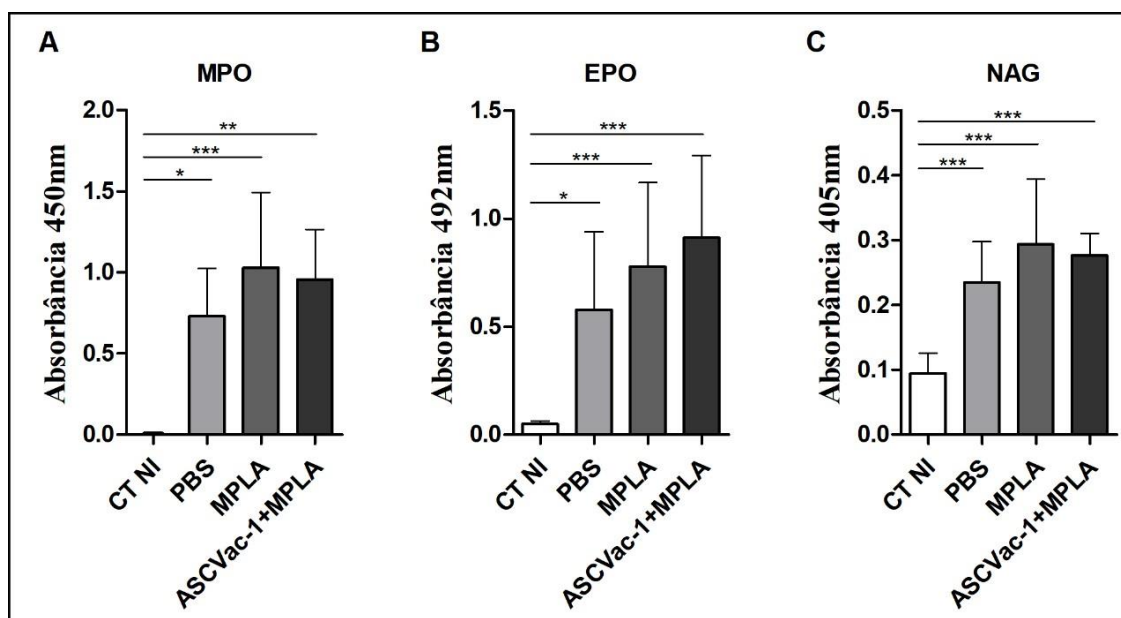 A
MPO
Absorbância 450nm
2.0
1.5
1.0
0.5
0.0
**
***
*
CT NI
PBS
MPLA
ASCVac-1+MPLA
B
EPO
Absorbância 492nm
1.5
1.0
0.5
0.0
***
***
*
CT NI
PBS
MPLA
ASCVac-1+MPLA
C
NAG
Absorbância 405nm
0.5
0.4
0.3
0.2
0.1
0.0
***
***
***
CT NI
PBS
MPLA
ASCVac-1+MPLA